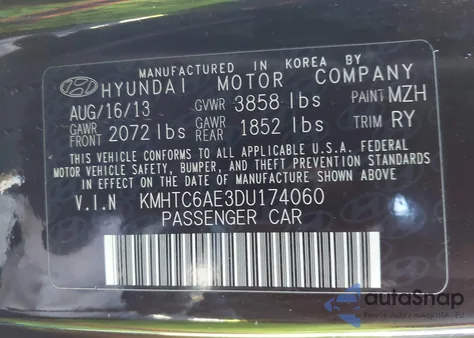 MANUFACTURED IN KOREA BY
HYUNDAI MOTOR COMPANY
AUG/16/13 GVWR 3858 lbs PAINT MZH
GAWR FRONT 2072 lbs GAWR REAR 1852 lbs TRIM RY
THIS VEHICLE CONFORMS TO ALL APPLICABLE U.S.A. FEDERAL
MOTOR VEHICLE SAFETY, BUMPER, AND THEFT PREVENTION STANDARDS
IN EFFECT ON THE DATE OF MANUFACTURE SHOWN ABOVE.
V.I.N KMHTC6AE3DU174060
PASSENGER CAR
autoSnap